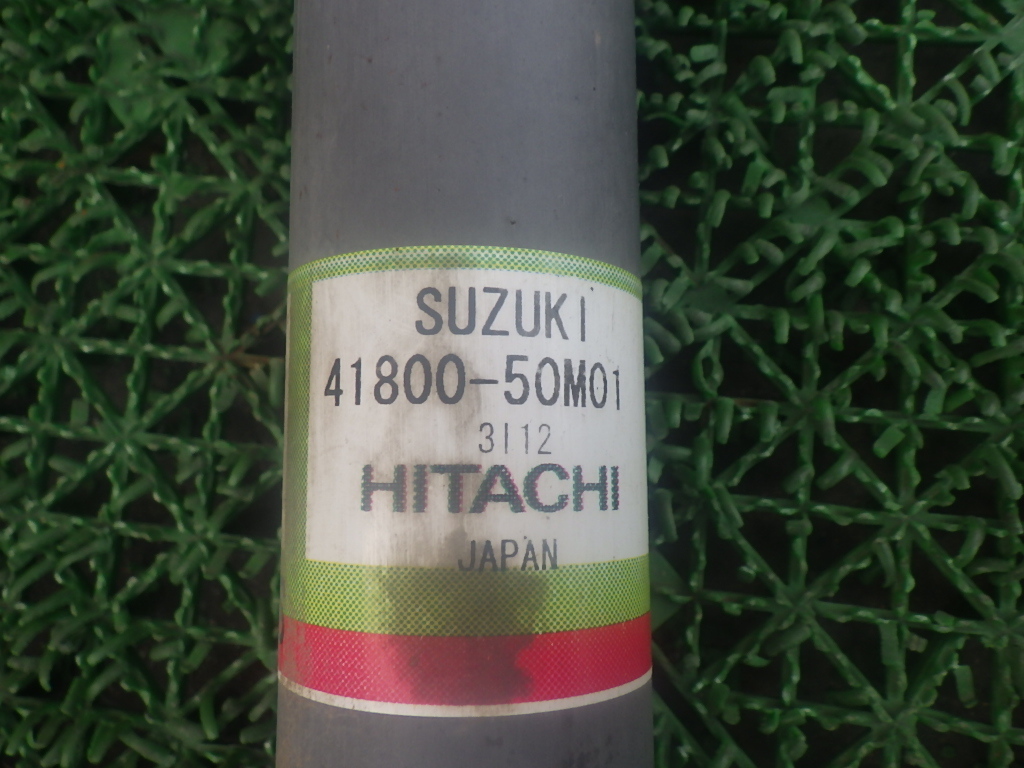 SUZUKI
41800-50M01
3I12
HITACHI
JAPAN